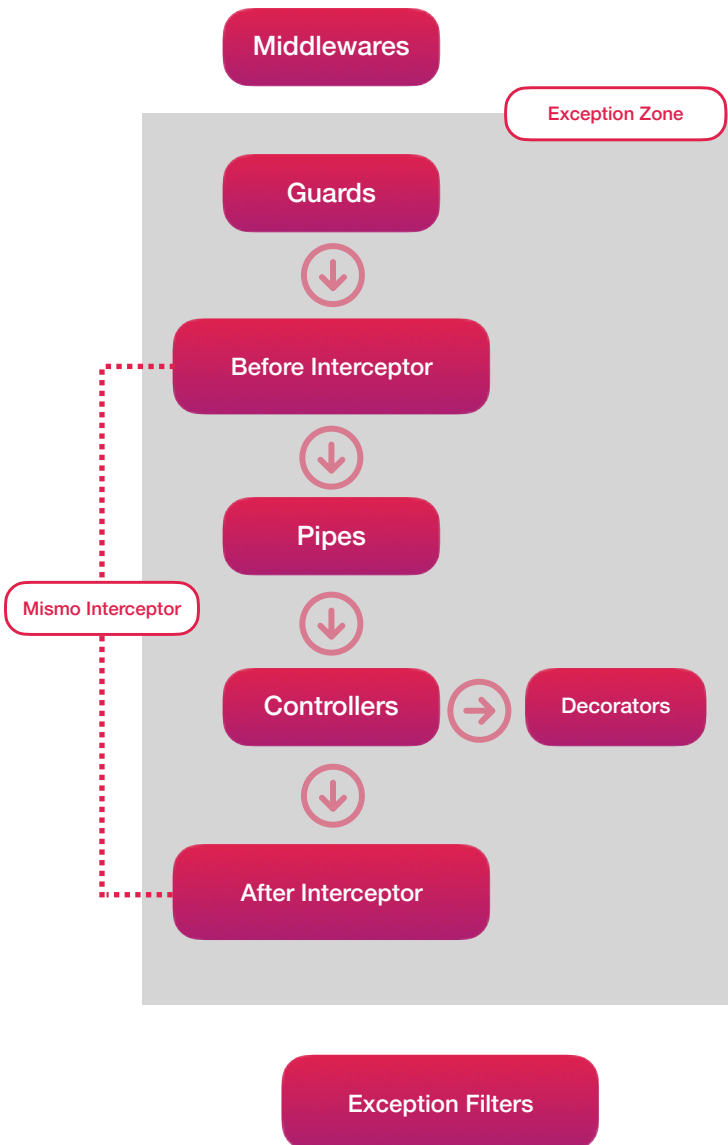 Middlewares
Exception Zone
Guards
Before Interceptor
Pipes
Mismo Interceptor
Controllers
Decorators
After Interceptor
Exception Filters